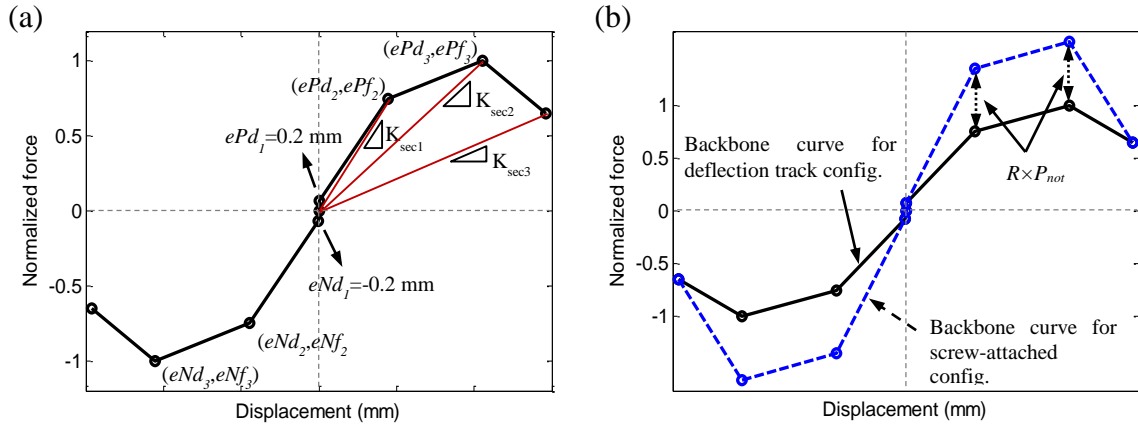 (a)
(ePd3,ePf3)
(ePd2,ePf2)
ePd1=0.2 mm
Ksec1
Ksec2
Ksec3
eNd1=-0.2 mm
(eNd2,eNf2
(eNd3,eNf3)
1
0.5
0
-0.5
-1
Normalized force
Displacement (mm)
(b)
Backbone curve for
deflection track config.
R×Pnot
Backbone curve for
screw-attached
config.
1.5
1
0.5
0
-0.5
-1
Normalized force
Displacement (mm)